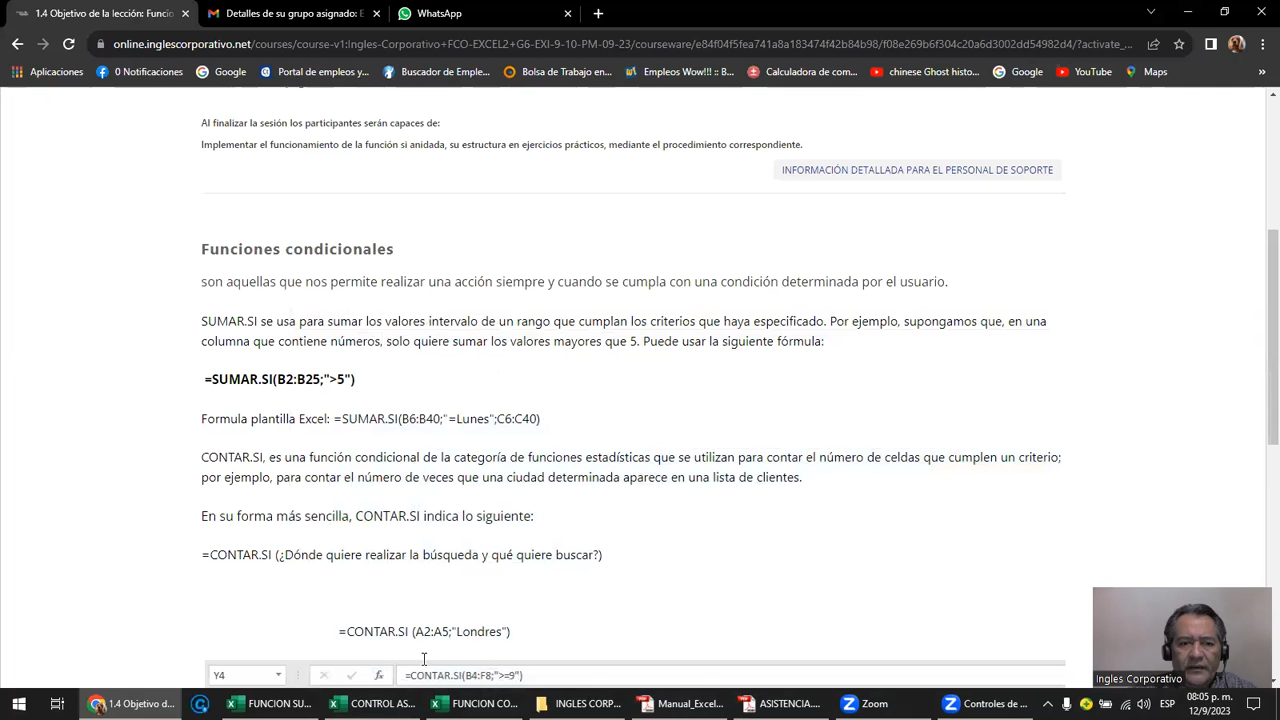 1.4 Objetivo de la lección: Funci
Detalles de su grupo asignado: E
WhatsApp
online.inglescorporativo.net/courses/course-v1:Ingles-Corporativo+FCO-EXCEL2+G6-EXI-9-10-PM-09-23/courseware/e84f04f5fea741a8a183474f42b84b98/f08e269b6f304c20a6d3002dd54982d4/?activate_...
Aplicaciones
0 Notificaciones
Google
Portal de empleos y...
Buscador de Empleo...
Bolsa de Trabajo en...
Empleos Wow!!! :: B...
Calculadora de com...
chinese Ghost histo...
Google
YouTube
Maps
Al finalizar la sesión los participantes serán capaces de:
Implementar el funcionamiento de la función si anidada, su estructura en ejercicios prácticos, mediante el procedimiento correspondiente.
INFORMACIÓN DETALLADA PARA EL PERSONAL DE SOPORTE
Funciones condicionales
son aquellas que nos permite realizar una acción siempre y cuando se cumpla con una condición determinada por el usuario.
SUMAR.SI se usa para sumar los valores intervalo de un rango que cumplan los criterios que haya especificado. Por ejemplo, supongamos que, en una
columna que contiene números, solo quiere sumar los valores mayores que 5. Puede usar la siguiente fórmula:
=SUMAR.SI(B2:B25;">5")
Formula plantilla Excel: =SUMAR.SI(B6:B40;"=Lunes";C6:C40)
CONTAR.SI, es una función condicional de la categoría de funciones estadísticas que se utilizan para contar el número de celdas que cumplen un criterio;
por ejemplo, para contar el número de veces que una ciudad determinada aparece en una lista de clientes.
En su forma más sencilla, CONTAR.SI indica lo siguiente:
=CONTAR.SI (¿Dónde quiere realizar la búsqueda y qué quiere buscar?)
=CONTAR.SI (A2:A5;"Londres")
Y4
fx
=CONTAR.SI(B4:F8;">=9")
Ingles Corporativo
1.4 Objetivo d...
FUNCION SU...
CONTROL AS...
FUNCION CO...
INGLES CORP...
Manual_Excel...
ASISTENCIA....
Zoom
Controles de ...
ESP
08:05 p. m.
12/9/2023